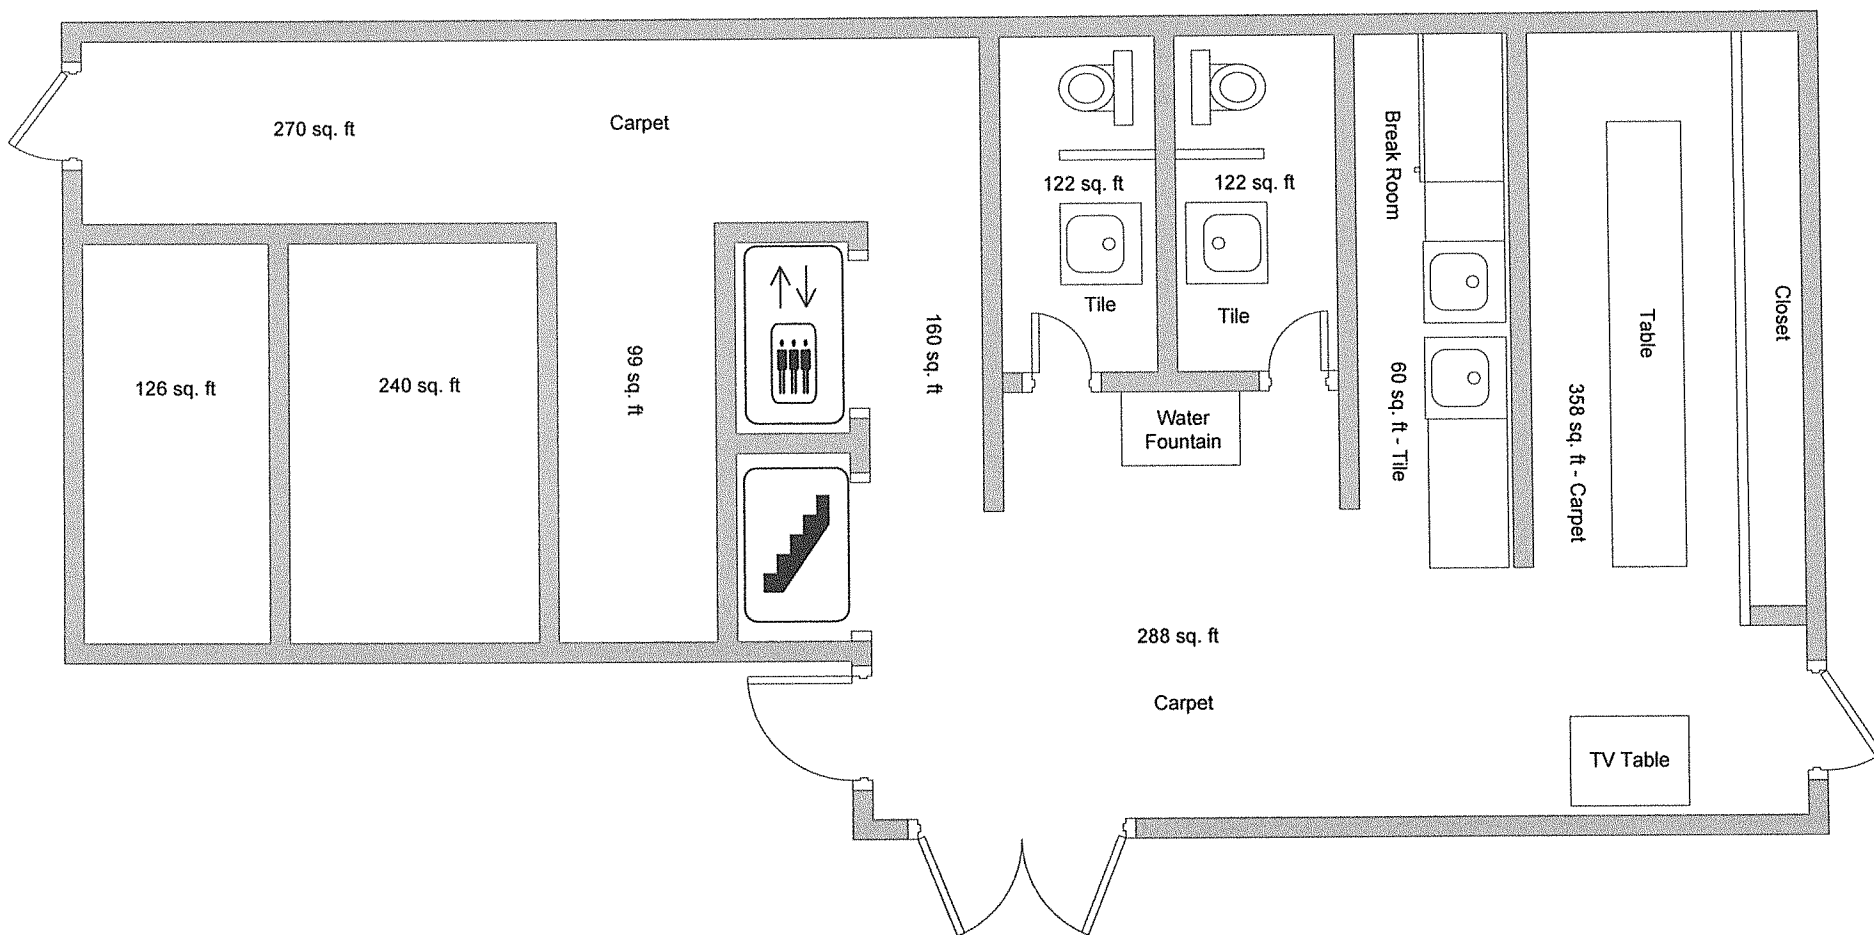 270 sq. ft
Carpet
122 sq. ft
122 sq. ft
Break Room
Tile
Tile
Closet
Table
126 sq. ft
240 sq. ft
99 sq. ft
160 sq. ft
60 sq. ft - Tile
358 sq. ft - Carpet
Water
Fountain
288 sq. ft
Carpet
TV Table